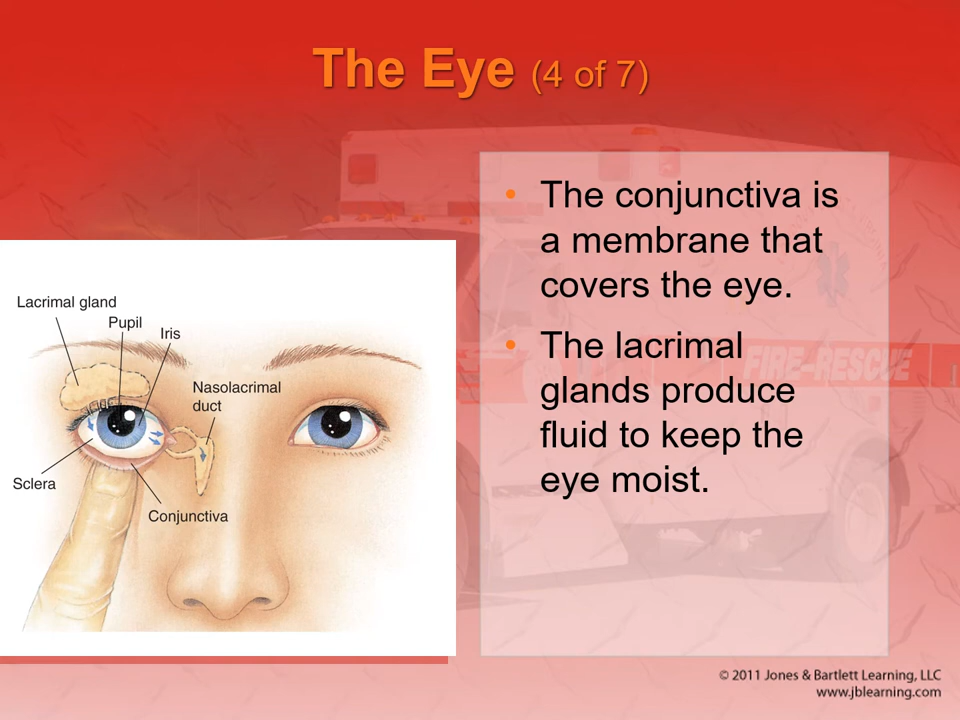 The Eye (4 of 7)
• The conjunctiva is
a membrane that
covers the eye.
• The lacrimal
glands produce
fluid to keep the
eye moist.
Lacrimal gland
Pupil
Iris
Nasolacrimal
duct
Sclera
Conjunctiva
FIRE-RESCUE
© 2011 Jones & Bartlett Learning, LLC
www.jblearning.com